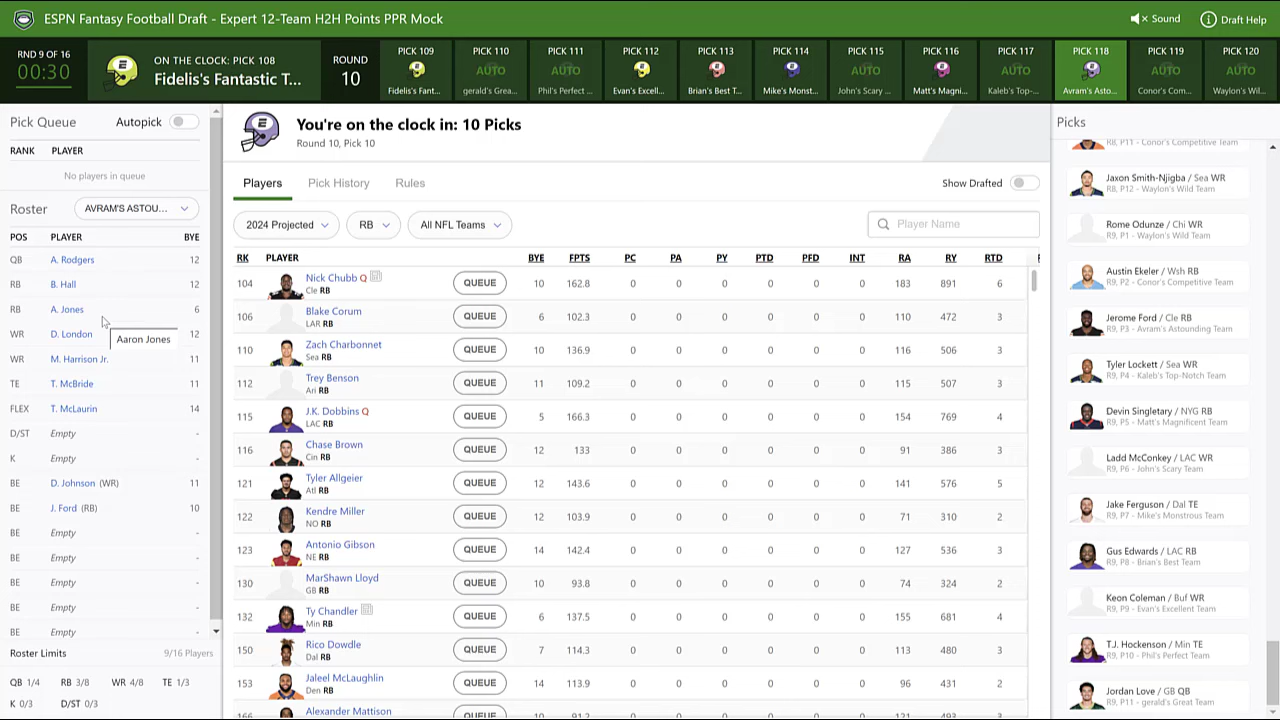 ESPN Fantasy Football Draft - Expert 12-Team H2H Points PPR Mock
Sound
Draft Help
RND 9 OF 16
00:30
ON THE CLOCK: PICK 108
Fidelis's Fantastic T...
ROUND
10
PICK 109
Fidelis's Fant...
PICK 110
AUTO
gerald's Grea...
PICK 111
AUTO
Phil's Perfect ...
PICK 112
Evan's Excell...
PICK 113
Brian's Best T...
PICK 114
Mike's Monst...
PICK 115
AUTO
John's Scary ...
PICK 116
Matt's Magni...
PICK 117
AUTO
Kaleb's Top-...
PICK 118
Avram's Asto...
PICK 119
AUTO
Conor's Com...
PICK 120
AUTO
Waylon's Wil...
Pick Queue
Autopick
RANK PLAYER
No players in queue
Roster
AVRAM'S ASTOU...
POS PLAYER BYE
QB A. Rodgers 12
RB B. Hall 12
RB A. Jones 6
WR D. London 12
Aaron Jones
WR M. Harrison Jr. 11
TE T. McBride 11
FLEX T. McLaurin 14
D/ST Empty -
K Empty -
BE D. Johnson (WR) 11
BE J. Ford (RB) 10
BE Empty -
BE Empty -
BE Empty -
BE Empty -
BE Empty -
Roster Limits 9/16 Players
QB 1/4 RB 3/8 WR 4/8 TE 1/3
K 0/3 D/ST 0/3
You're on the clock in: 10 Picks
Round 10, Pick 10
Players Pick History Rules
Show Drafted
2024 Projected
RB
All NFL Teams
Player Name
RK PLAYER BYE FPTS PC PA PY PTD PFD INT RA RY RTD
104 Nick Chubb Q Cle RB QUEUE 10 162.8 0 0 0 0 0 0 183 891 6
106 Blake Corum LAR RB QUEUE 6 102.3 0 0 0 0 0 0 110 472 3
110 Zach Charbonnet Sea RB QUEUE 10 136.9 0 0 0 0 0 0 116 506 3
112 Trey Benson Ari RB QUEUE 11 109.2 0 0 0 0 0 0 115 507 3
115 J.K. Dobbins Q LAC RB QUEUE 5 166.3 0 0 0 0 0 0 154 769 4
116 Chase Brown Cin RB QUEUE 12 133 0 0 0 0 0 0 91 386 3
121 Tyler Allgeier Atl RB QUEUE 12 143.6 0 0 0 0 0 0 141 576 5
122 Kendre Miller NO RB QUEUE 12 103.9 0 0 0 0 0 0 71 310 2
123 Antonio Gibson NE RB QUEUE 14 142.4 0 0 0 0 0 0 127 536 3
130 MarShawn Lloyd GB RB QUEUE 10 93.8 0 0 0 0 0 0 74 324 2
132 Ty Chandler Min RB QUEUE 6 137.5 0 0 0 0 0 0 155 681 4
150 Rico Dowdle Dal RB QUEUE 7 114.3 0 0 0 0 0 0 113 480 3
153 Jaleel McLaughlin Den RB QUEUE 14 113.9 0 0 0 0 0 0 96 431 2
166 Alexander Mattison QUEUE 10 91.2 0 0 0 0 0 0 121 493 3
Picks
R8, P11 - Conor's Competitive Team
Jaxon Smith-Njigba / Sea WR
R8, P12 - Waylon's Wild Team
Rome Odunze / Chi WR
R9, P1 - Waylon's Wild Team
Austin Ekeler / Wsh RB
R9, P2 - Conor's Competitive Team
Jerome Ford / Cle RB
R9, P3 - Avram's Astounding Team
Tyler Lockett / Sea WR
R9, P4 - Kaleb's Top-Notch Team
Devin Singletary / NYG RB
R9, P5 - Matt's Magnificent Team
Ladd McConkey / LAC WR
R9, P6 - John's Scary Team
Jake Ferguson / Dal TE
R9, P7 - Mike's Monstrous Team
Gus Edwards / LAC RB
R9, P8 - Brian's Best Team
Keon Coleman / Buf WR
R9, P9 - Evan's Excellent Team
T.J. Hockenson / Min TE
R9, P10 - Phil's Perfect Team
Jordan Love / GB QB
R9, P11 - gerald's Great Team